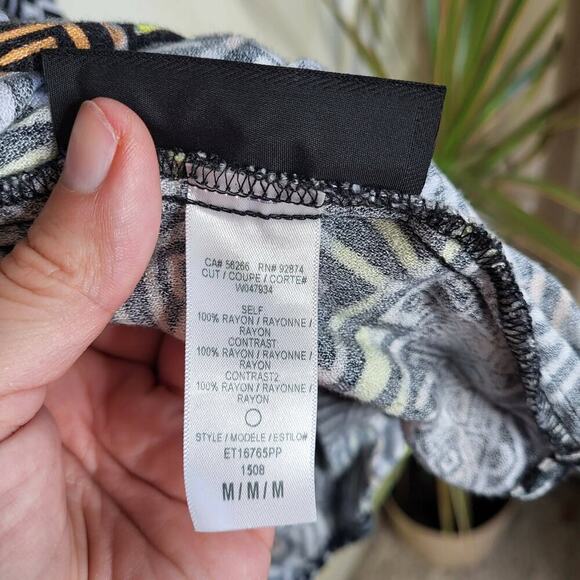 CA# 56266 RN# 92874
CUT / COUPE / CORTE#
W047934
SELF
100% RAYON / RAYONNE /
RAYON
CONTRAST
100% RAYON / RAYONNE /
RAYON
CONTRAST2
100% RAYON / RAYONNE /
RAYON
STYLE / MODÈLE / ESTILO#
ET16765PP
1508
M / M / M